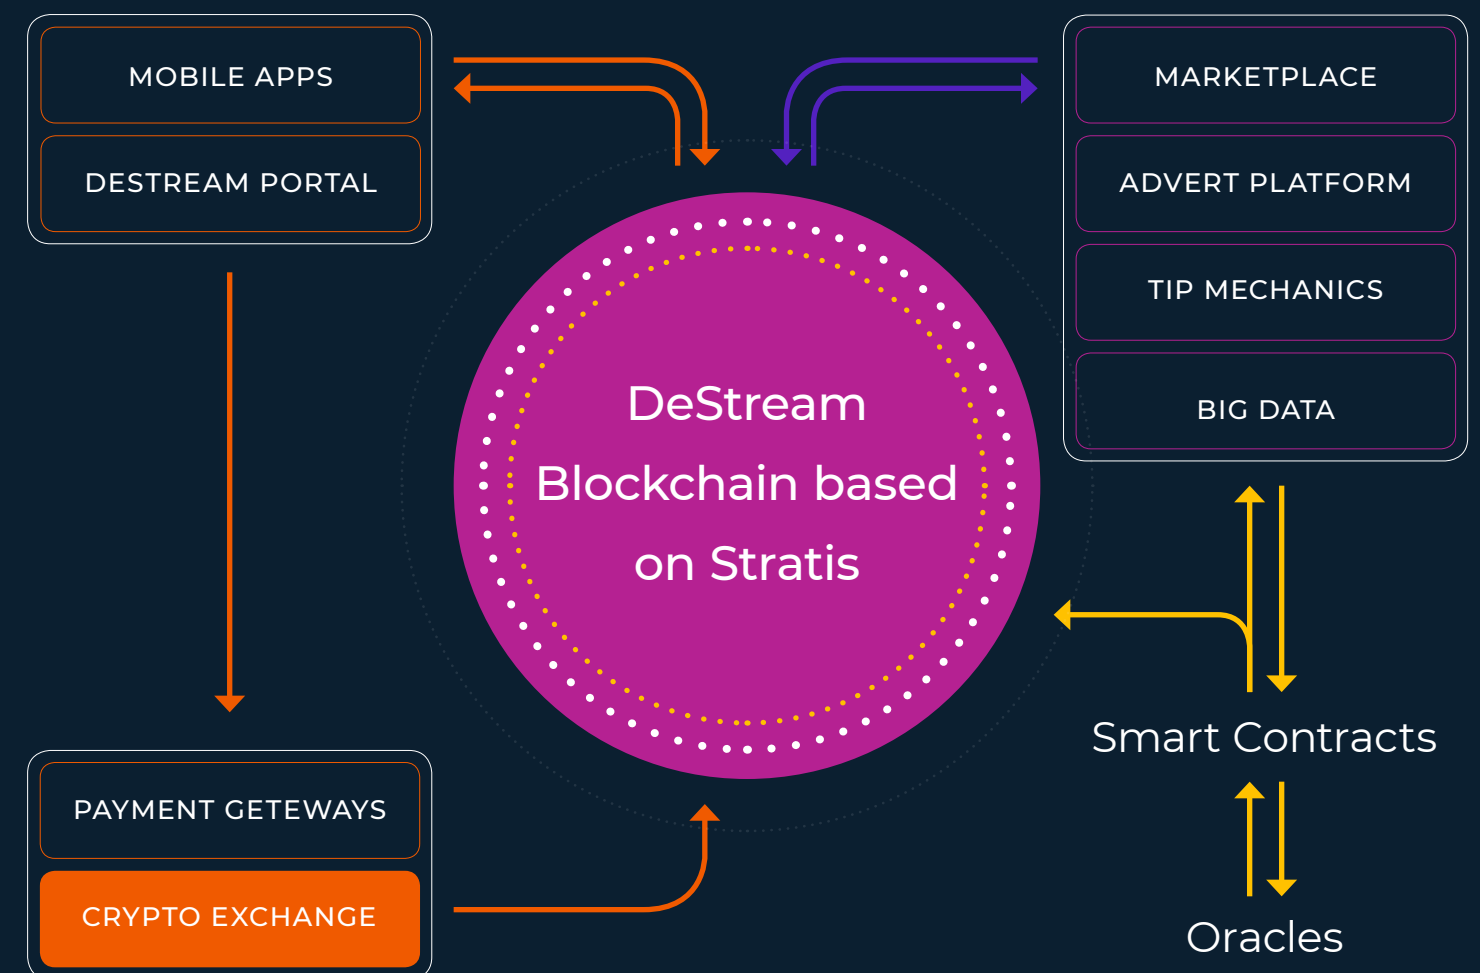 MOBILE APPS
DESTREAM PORTAL
MARKETPLACE
ADVERT PLATFORM
TIP MECHANICS
BIG DATA
DeStream
Blockchain based
on Stratis
Smart Contracts
Oracles
PAYMENT GETEWAYS
CRYPTO EXCHANGE